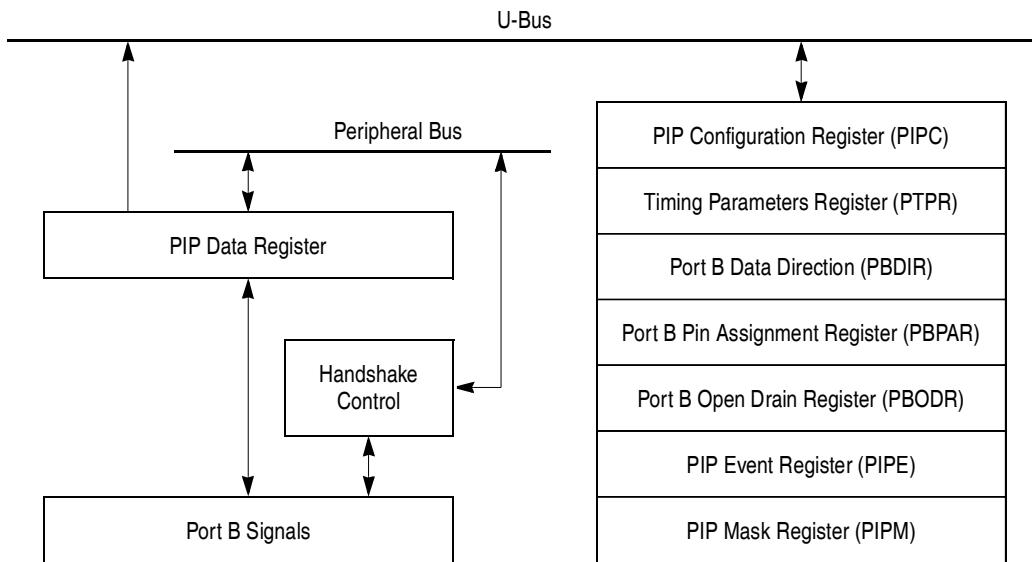 U-Bus
Peripheral Bus
PIP Data Register
Handshake
Control
Port B Signals
PIP Configuration Register (PIPC)
Timing Parameters Register (PTPR)
Port B Data Direction (PBDIR)
Port B Pin Assignment Register (PBPAR)
Port B Open Drain Register (PBODR)
PIP Event Register (PIPE)
PIP Mask Register (PIPM)